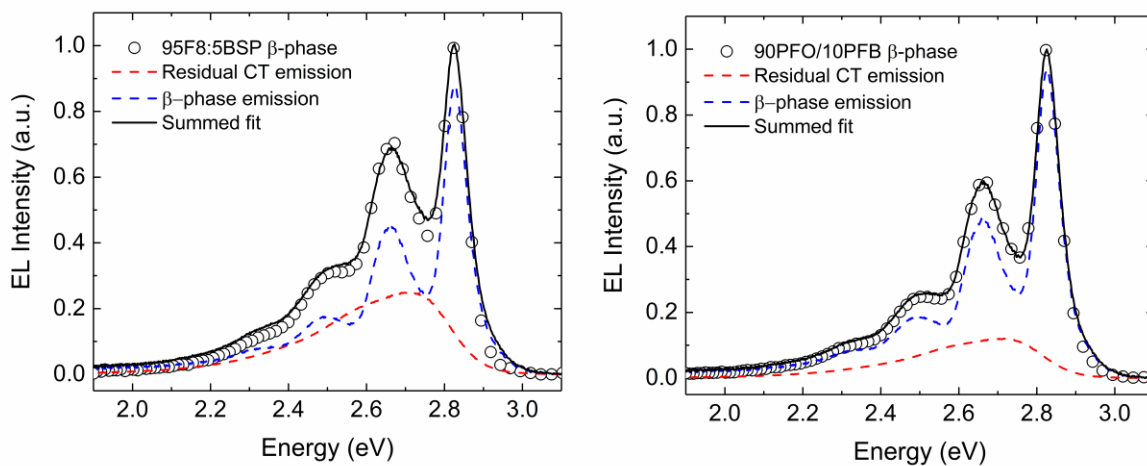 1.0
0.8
0.6
0.4
0.2
0.0
EL Intensity (a.u.)
95F8:5BSP β-phase
Residual CT emission
β−phase emission
Summed fit
2.0 2.2 2.4 2.6 2.8 3.0
Energy (eV)
1.0
0.8
0.6
0.4
0.2
0.0
EL Intensity (a.u.)
90PFO/10PFB β-phase
Residual CT emission
β−phase emission
Summed fit
2.0 2.2 2.4 2.6 2.8 3.0
Energy (eV)